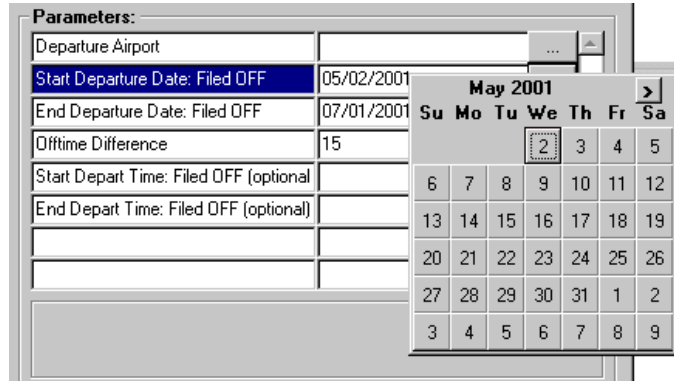 Parameters:
Departure Airport ...
Start Departure Date: Filed OFF 05/02/2001
End Departure Date: Filed OFF 07/01/2001
Offtime Difference 15
Start Depart Time: Filed OFF (optional
End Depart Time: Filed OFF (optional)
May 2001 >
Su Mo Tu We Th Fr Sa
2 3 4 5
6 7 8 9 10 11 12
13 14 15 16 17 18 19
20 21 22 23 24 25 26
27 28 29 30 31 1 2
3 4 5 6 7 8 9